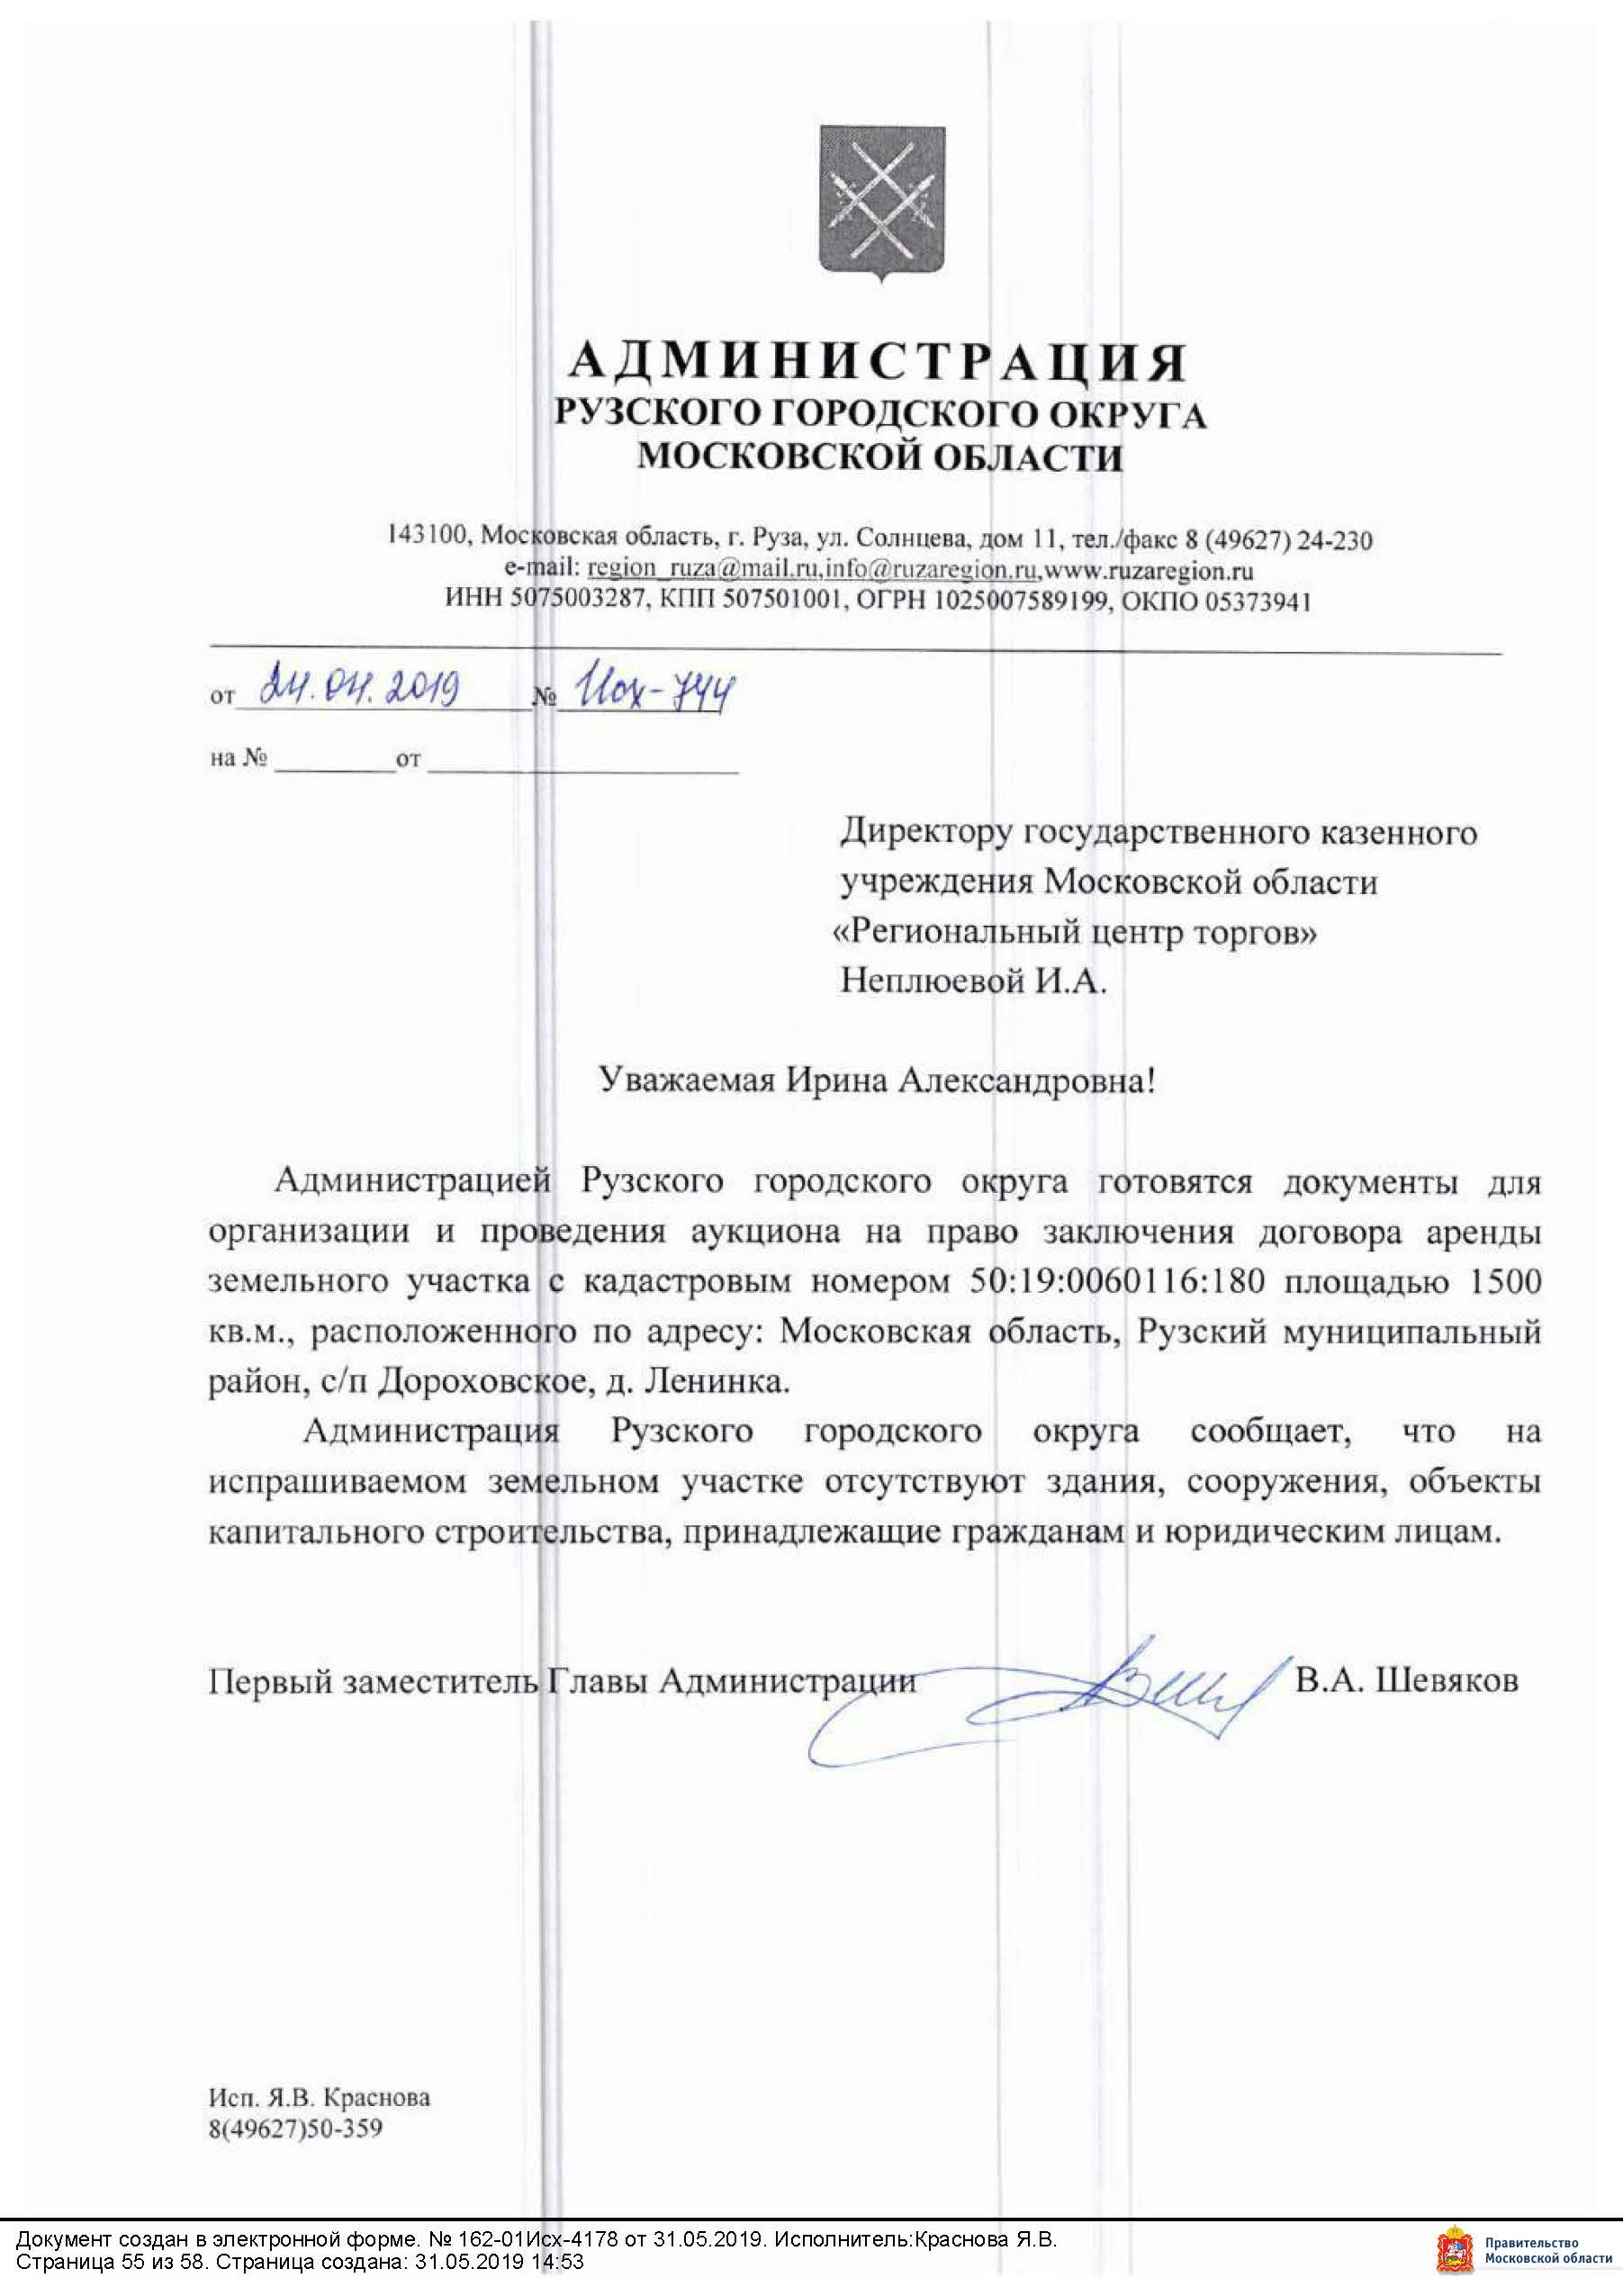 АДМИНИСТРАЦИЯ
РУЗСКОГО ГОРОДСКОГО ОКРУГА
МОСКОВСКОЙ ОБЛАСТИ
143100, Московская область, г. Руза, ул. Солнцева, дом 11, тел./факс 8 (49627) 24-230
e-mail: region_ruza@mail.ru,info@ruzaregion.ru,www.ruzaregion.ru
ИНН 5075003287, КПП 507501001, ОГРН 1025007589199, ОКПО 05373941
от 24.04.2019 № Исх-744
на № ________от ____________________
Директору государственного казенного
учреждения Московской области
«Региональный центр торгов»
Неплюевой И.А.
Уважаемая Ирина Александровна!
Администрацией Рузского городского округа готовятся документы для
организации и проведения аукциона на право заключения договора аренды
земельного участка с кадастровым номером 50:19:0060116:180 площадью 1500
кв.м., расположенного по адресу: Московская область, Рузский муниципальный
район, с/п Дороховское, д. Ленинка.
Администрация Рузского городского округа сообщает, что на
испрашиваемом земельном участке отсутствуют здания, сооружения, объекты
капитального строительства, принадлежащие гражданам и юридическим лицам.
Первый заместитель Главы Администрации В.А. Шевяков
Исп. Я.В. Краснова
8(49627)50-359
Документ создан в электронной форме. № 162-01Исх-4178 от 31.05.2019. Исполнитель:Краснова Я.В.
Страница 55 из 58. Страница создана: 31.05.2019 14:53
Правительство
Московской области